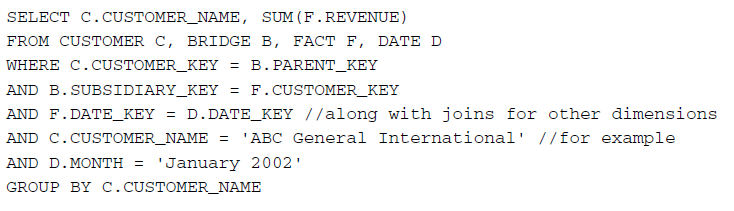 SELECT C.CUSTOMER_NAME, SUM(F.REVENUE)
FROM CUSTOMER C, BRIDGE B, FACT F, DATE D
WHERE C.CUSTOMER_KEY = B.PARENT_KEY
AND B.SUBSIDIARY_KEY = F.CUSTOMER_KEY
AND F.DATE_KEY = D.DATE_KEY //along with joins for other dimensions
AND C.CUSTOMER_NAME = 'ABC General International' //for example
AND D.MONTH = 'January 2002'
GROUP BY C.CUSTOMER_NAME